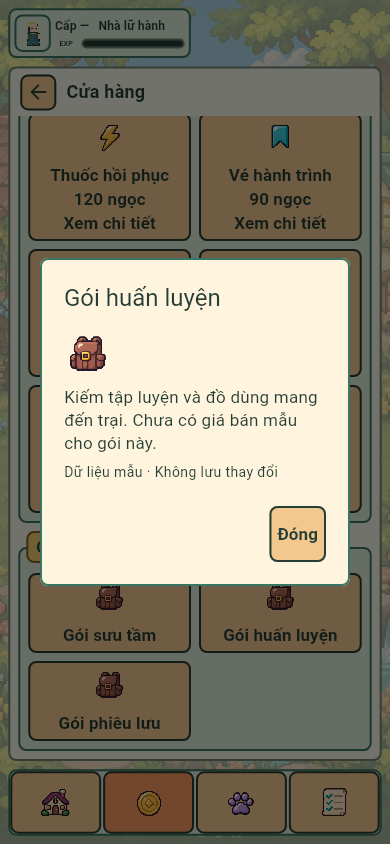 Cấp — Nhà lữ hành
EXP
Cửa hàng
Thuốc hồi phục
120 ngọc
Xem chi tiết
Vé hành trình
90 ngọc
Xem chi tiết
Gói huấn luyện
Kiếm tập luyện và đồ dùng mang
đến trại. Chưa có giá bán mẫu
cho gói này.
Dữ liệu mẫu · Không lưu thay đổi
Đóng
Gói sưu tầm
Gói huấn luyện
Gói phiêu lưu